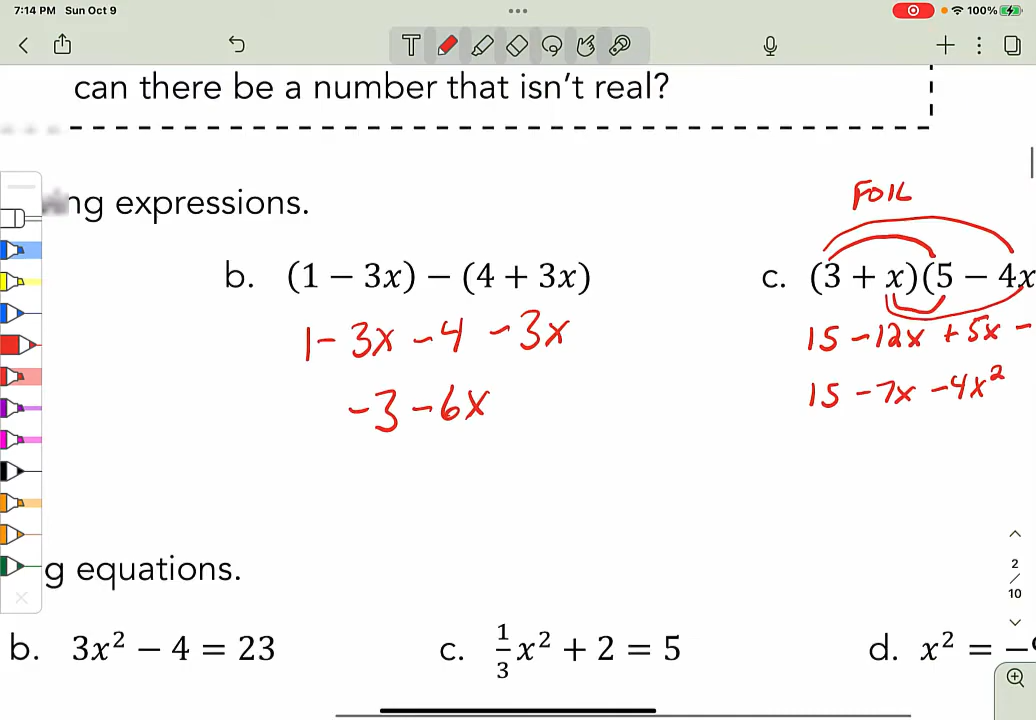 7:14 PM Sun Oct 9
100%
T
can there be a number that isn't real?
ng expressions.
FOIL
b. (1 − 3x) − (4 + 3x)
c. (3 + x)(5 − 4x
1 − 3x − 4 − 3x
15 − 12x + 5x −
−3 − 6x
15 − 7x − 4x²
g equations.
2
/
10
b. 3x² − 4 = 23
c. 1/3 x² + 2 = 5
d. x² = −